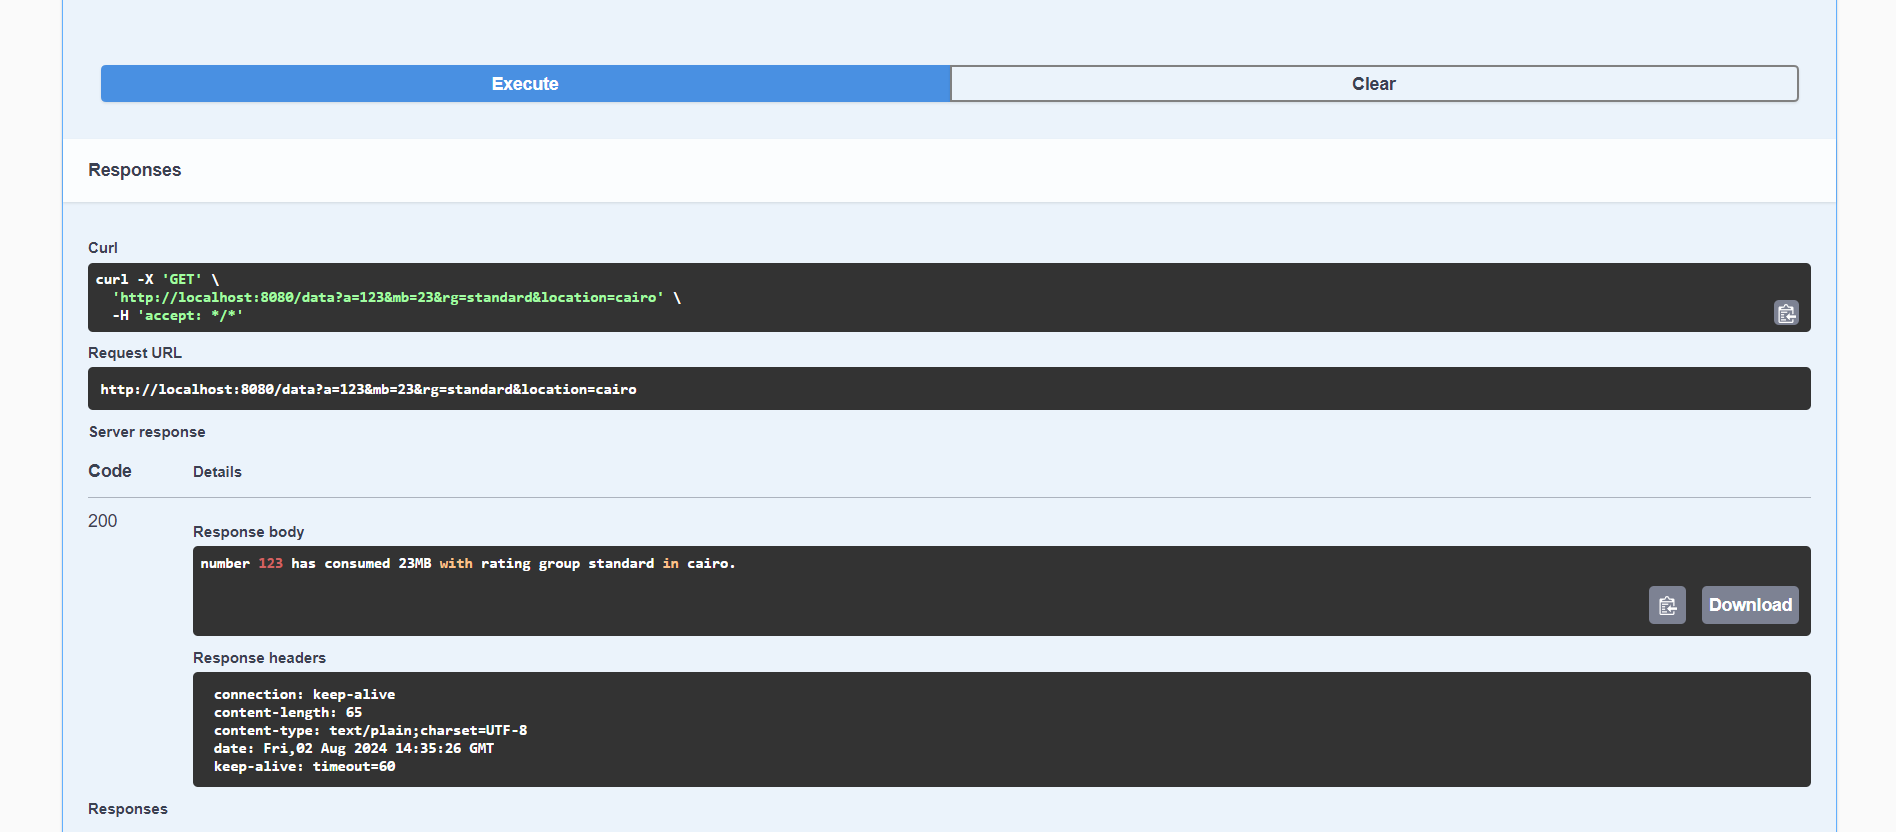 Execute
Clear
Responses
Curl
curl -X 'GET' \
'http://localhost:8080/data?a=123&mb=23&rg=standard&location=cairo' \
-H 'accept: */*'
Request URL
http://localhost:8080/data?a=123&mb=23&rg=standard&location=cairo
Server response
Code
Details
200
Response body
number 123 has consumed 23MB with rating group standard in cairo.
Download
Response headers
connection: keep-alive
content-length: 65
content-type: text/plain;charset=UTF-8
date: Fri,02 Aug 2024 14:35:26 GMT
keep-alive: timeout=60
Responses